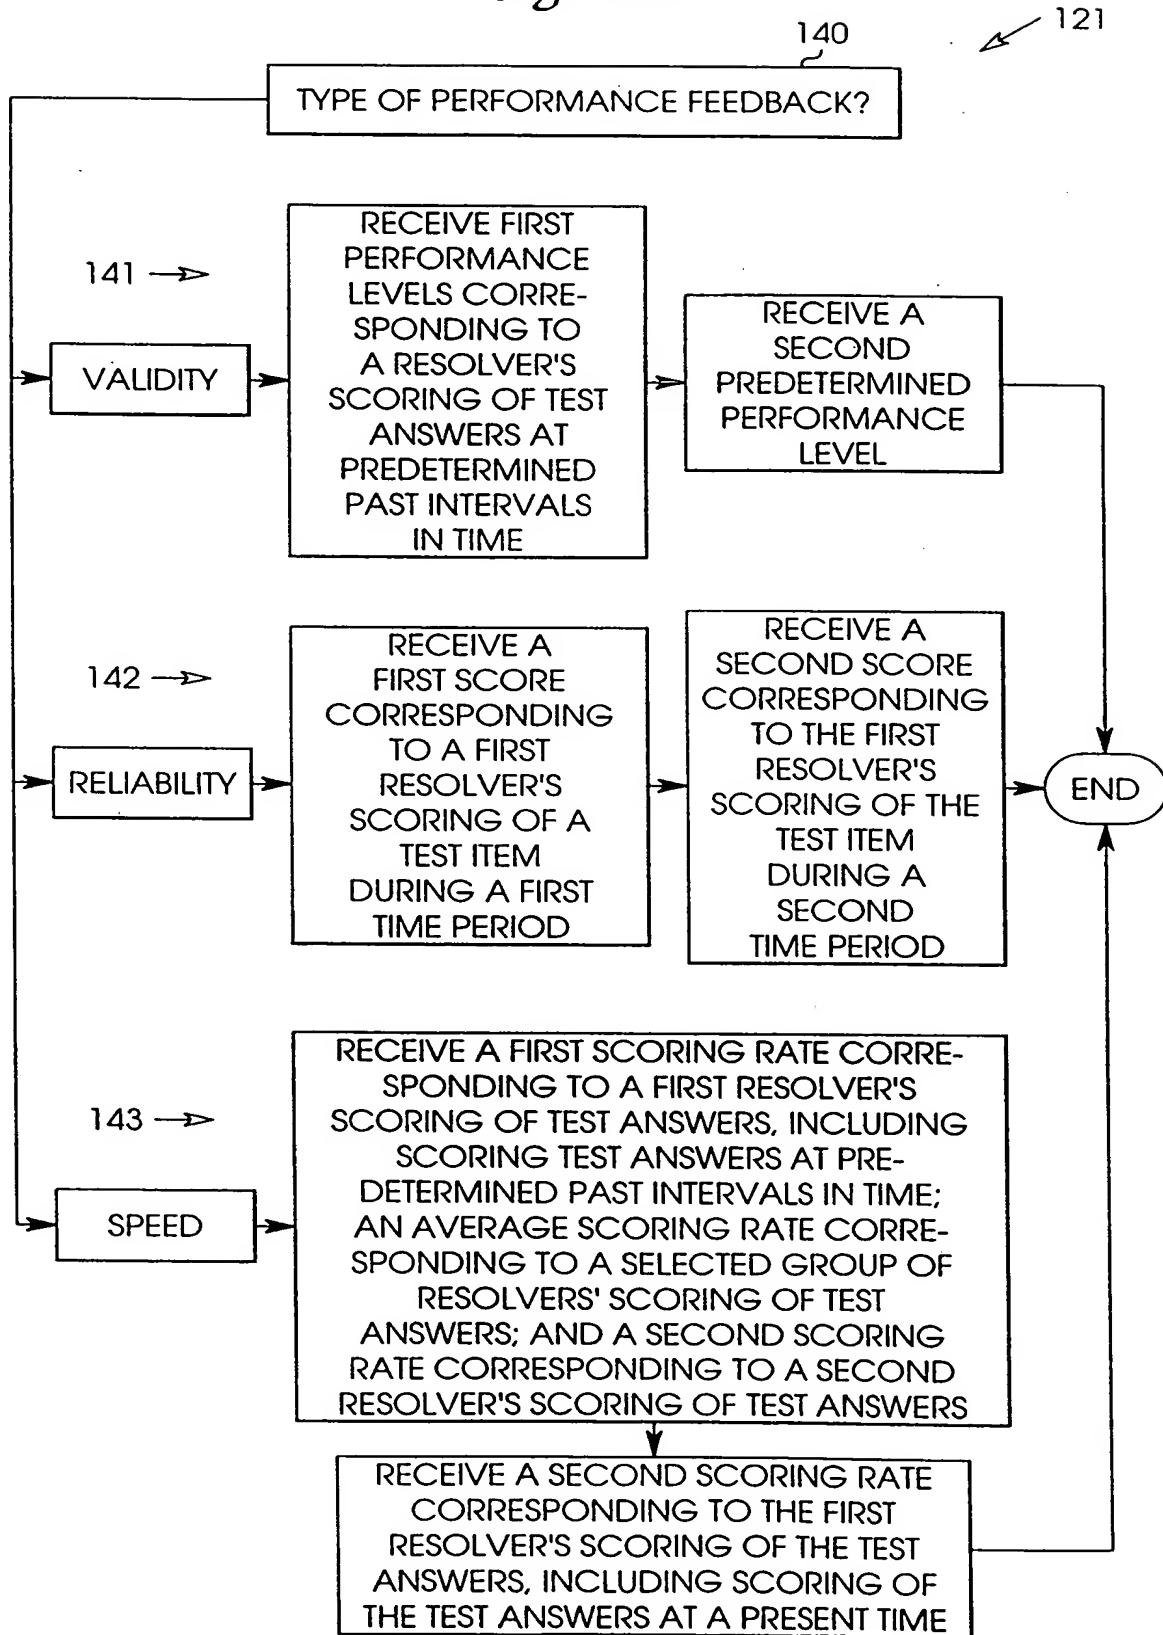 121
140
TYPE OF PERFORMANCE FEEDBACK?
141
VALIDITY
RECEIVE FIRST
PERFORMANCE
LEVELS CORRE-
SPONDING TO
A RESOLVER'S
SCORING OF TEST
ANSWERS AT
PREDETERMINED
PAST INTERVALS
IN TIME
RECEIVE A
SECOND
PREDETERMINED
PERFORMANCE
LEVEL
142
RELIABILITY
RECEIVE A
FIRST SCORE
CORRESPONDING
TO A FIRST
RESOLVER'S
SCORING OF A
TEST ITEM
DURING A FIRST
TIME PERIOD
RECEIVE A
SECOND SCORE
CORRESPONDING
TO THE FIRST
RESOLVER'S
SCORING OF THE
TEST ITEM
DURING A
SECOND
TIME PERIOD
END
143
SPEED
RECEIVE A FIRST SCORING RATE CORRE-
SPONDING TO A FIRST RESOLVER'S
SCORING OF TEST ANSWERS, INCLUDING
SCORING TEST ANSWERS AT PRE-
DETERMINED PAST INTERVALS IN TIME;
AN AVERAGE SCORING RATE CORRE-
SPONDING TO A SELECTED GROUP OF
RESOLVERS' SCORING OF TEST
ANSWERS; AND A SECOND SCORING
RATE CORRESPONDING TO A SECOND
RESOLVER'S SCORING OF TEST ANSWERS
RECEIVE A SECOND SCORING RATE
CORRESPONDING TO THE FIRST
RESOLVER'S SCORING OF THE TEST
ANSWERS, INCLUDING SCORING OF
THE TEST ANSWERS AT A PRESENT TIME